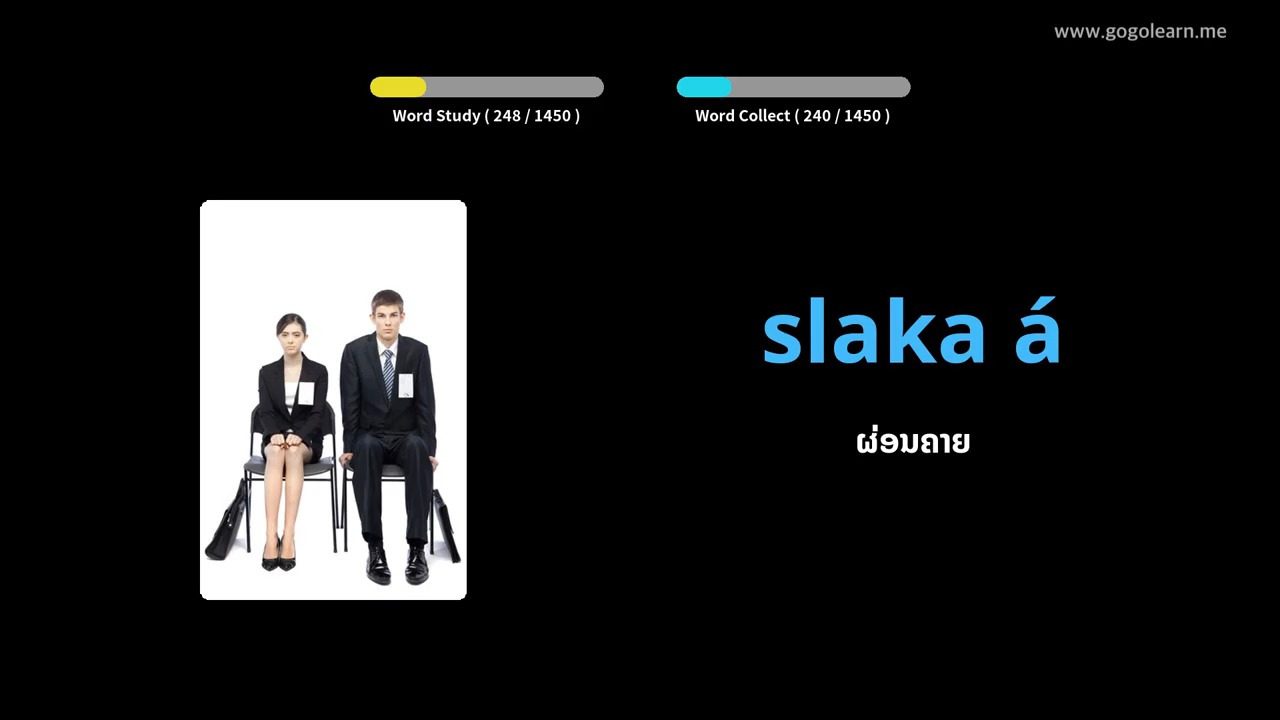 www.gogolearn.me
Word Study ( 248 / 1450 )
Word Collect ( 240 / 1450 )
slaka á
ຜ່ອນຄາຍ